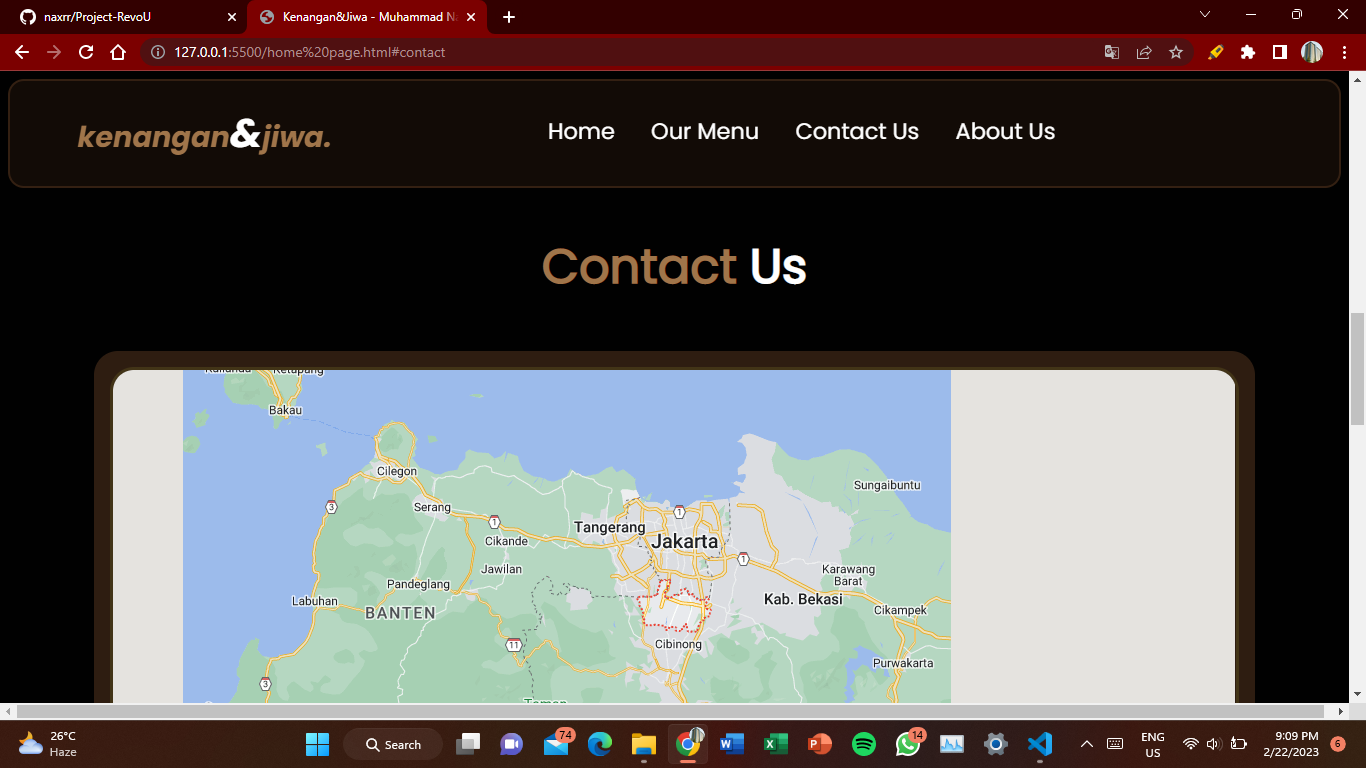 naxrr/Project-RevoU
Kenangan&Jiwa - Muhammad Na
127.0.0.1:5500/home%20page.html#contact
kenangan&jiwa.
Home
Our Menu
Contact Us
About Us
Contact Us
Ketapang
Bakau
Cilegon
Sungaibuntu
3
Serang
1
1
Tangerang
Cikande
Jakarta
1
Jawilan
Karawang
Barat
Pandeglang
Labuhan
BANTEN
Kab. Bekasi
Cikampek
11
Cibinong
Purwakarta
3
26°C
Haze
Search
74
14
ENG
US
9:09 PM
2/22/2023
6